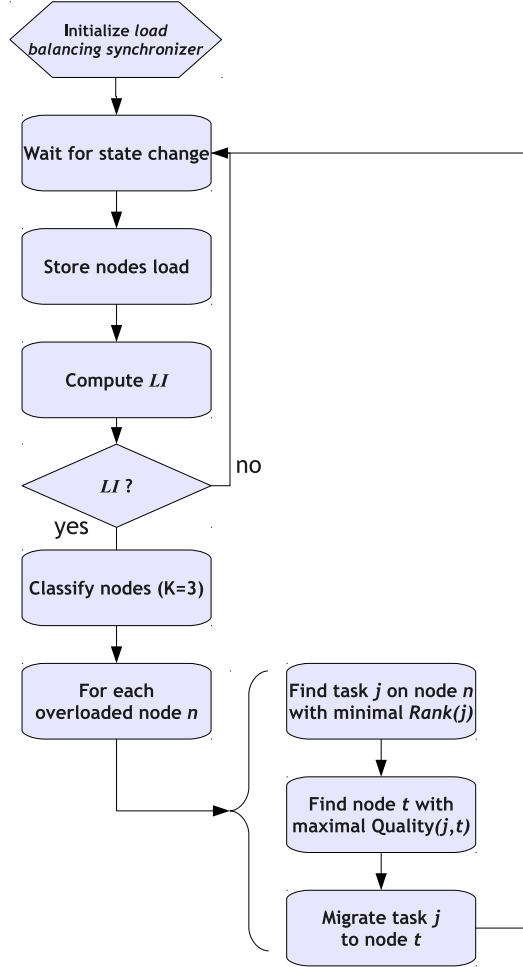 Initialize load
balancing synchronizer
Wait for state change
Store nodes load
Compute LI
LI ?
no
yes
Classify nodes (K=3)
For each
overloaded node n
Find task j on node n
with minimal Rank(j)
Find node t with
maximal Quality(j,t)
Migrate task j
to node t